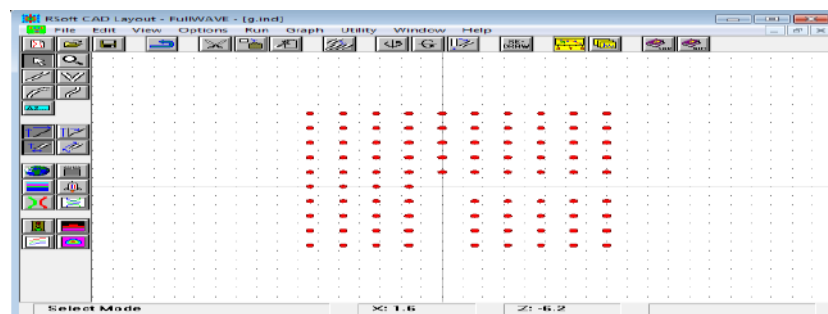 RSoft CAD Layout - FullWAVE - [g.ind]
File Edit View Options Run Graph Utility Window Help
Select Mode X: 1.6 Z: -6.2